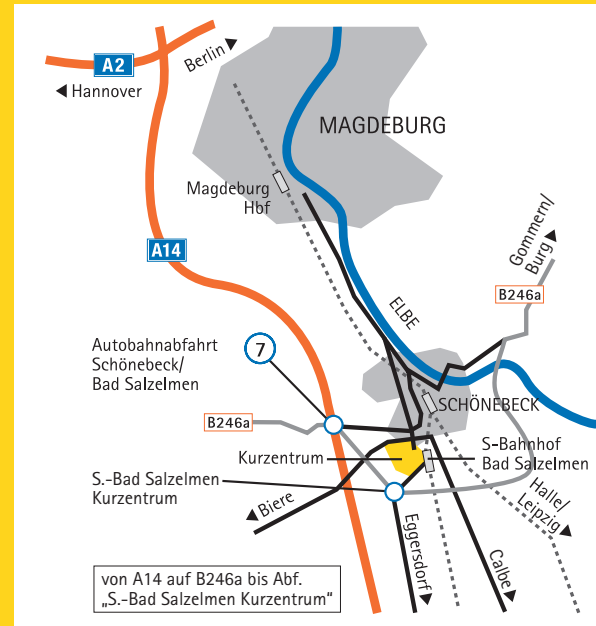 A2
Berlin
Hannover
MAGDEBURG
Magdeburg
Hbf
Gommern/
Burg
A14
B246a
ELBE
Autobahnabfahrt
Schönebeck/
Bad Salzelmen
7
SCHÖNEBECK
B246a
Kurzentrum
S-Bahnhof
Bad Salzelmen
S.-Bad Salzelmen
Kurzentrum
Biere
Eggersdorf
Calbe
Halle/
Leipzig
von A14 auf B246a bis Abf.
„S.-Bad Salzelmen Kurzentrum“